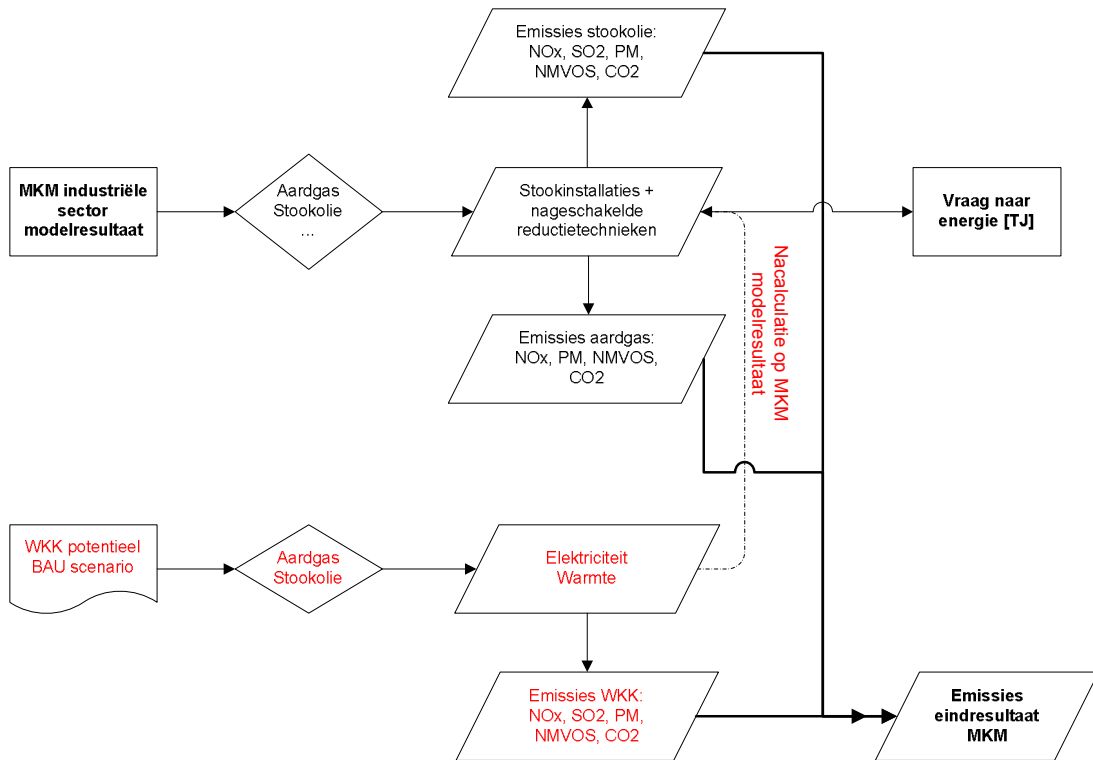 Emissies stookolie:
NOx, SO2, PM,
NMVOS, CO2
MKM industriële
sector
modelresultaat
Aardgas
Stookolie
...
Stookinstallaties +
nageschakelde
reductietechnieken
Vraag naar
energie [TJ]
Nacalculatie op MKM
modelresultaat
Emissies aardgas:
NOx, PM, NMVOS,
CO2
WKK potentieel
BAU scenario
Aardgas
Stookolie
Elektriciteit
Warmte
Emissies WKK:
NOx, SO2, PM,
NMVOS, CO2
Emissies
eindresultaat
MKM